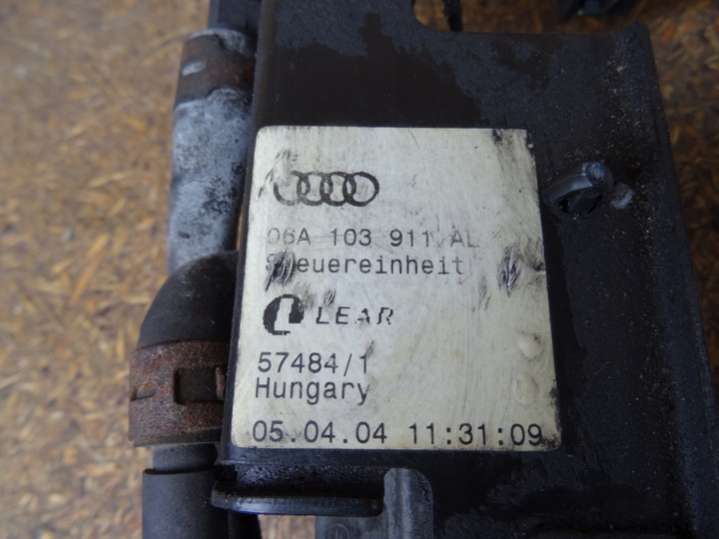 06A 103 911 AL
Steuereinheit
LEAR
57484/1
Hungary
05.04.04 11:31:09